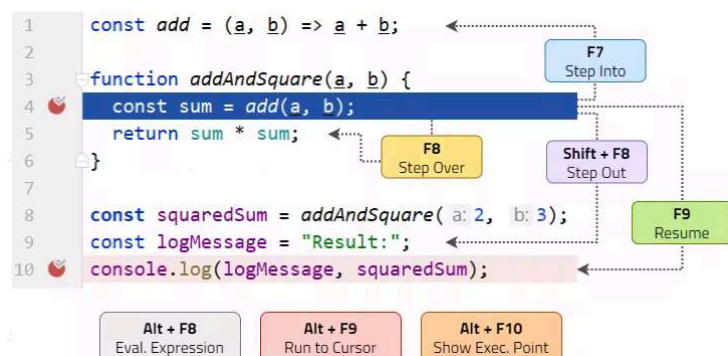 1 const add = (a, b) => a + b;
2
F7
Step Into
3 function addAndSquare(a, b) {
4 const sum = add(a, b);
5 return sum * sum;
F8
Step Over
Shift + F8
Step Out
6 }
7
F9
Resume
8 const squaredSum = addAndSquare( a: 2, b: 3);
9 const logMessage = "Result:";
10 console.log(logMessage, squaredSum);
Alt + F8
Eval. Expression
Alt + F9
Run to Cursor
Alt + F10
Show Exec. Point